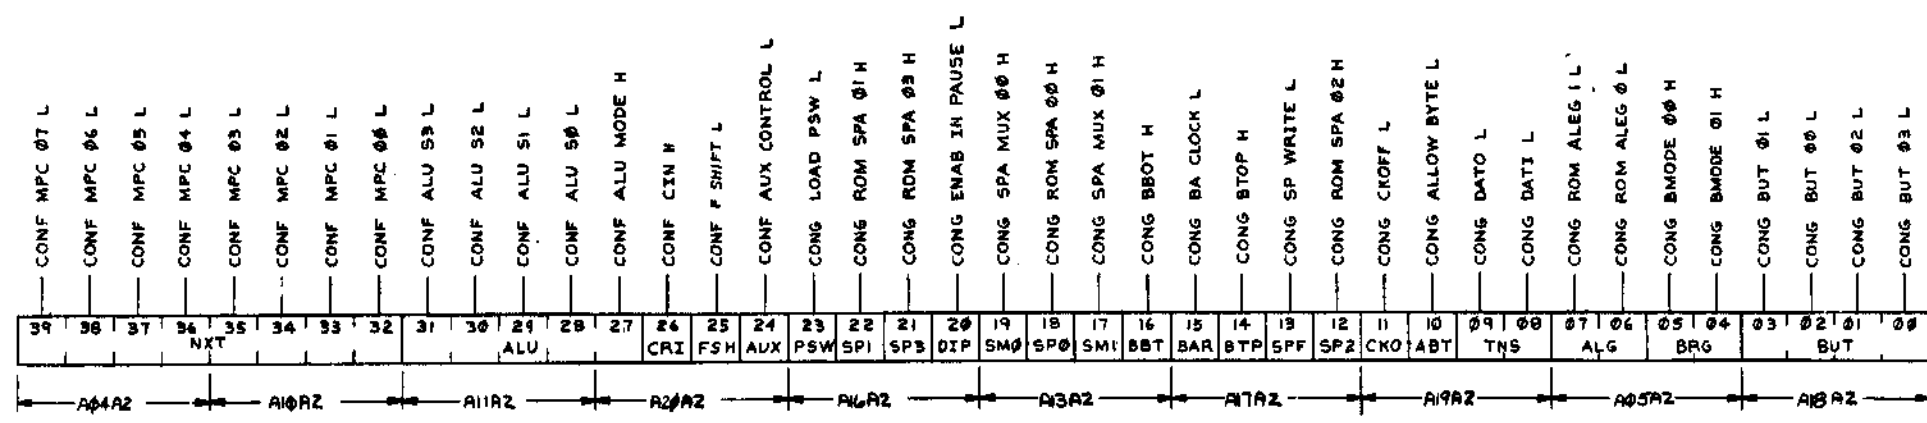 CONF MPC Ø7 L
CONF MPC Ø6 L
CONF MPC Ø5 L
CONF MPC Ø4 L
CONF MPC Ø3 L
CONF MPC Ø2 L
CONF MPC Ø1 L
CONF MPC ØØ L
CONF ALU S3 L
CONF ALU S2 L
CONF ALU S1 L
CONF ALU SØ L
CONF ALU MODE H
CONF CIN H
CONF F SHIFT L
CONF AUX CONTROL L
CONG LOAD PSW L
CONG ROM SPA Ø1 H
CONG ROM SPA Ø3 H
CONG ENAB IN PAUSE L
CONG SPA MUX ØØ H
CONG ROM SPA ØØ H
CONG SPA MUX Ø1 H
CONG BBOT H
CONG BA CLOCK L
CONG BTOP H
CONG SP WRITE L
CONG ROM SPA Ø2 H
CONG CKOFF L
CONG ALLOW BYTE L
CONG DATO L
CONG DATI L
CONG ROM ALEG 1 L
CONG ROM ALEG Ø L
CONG BMODE ØØ H
CONG BMODE Ø1 H
CONG BUT Ø1 L
CONG BUT ØØ L
CONG BUT Ø2 L
CONG BUT Ø3 L
39 38 37 36 35 34 33 32 31 30 29 28 27 26 25 24 23 22 21 2Ø 19 18 17 16 15 14 13 12 11 10 Ø9 Ø8 Ø7 Ø6 Ø5 Ø4 Ø3 Ø2 Ø1 ØØ
NXT ALU CRI FSH AUX PSW SP1 SP3 DIP SMØ SPØ SM1 BBT BAR BTP SPF SP2 CKO ABT TNS ALG BRG BUT
AØ4A2 A1ØA2 A11A2 A2ØA2 A16A2 A13A2 A17A2 A19A2 AØ5A2 A18A2